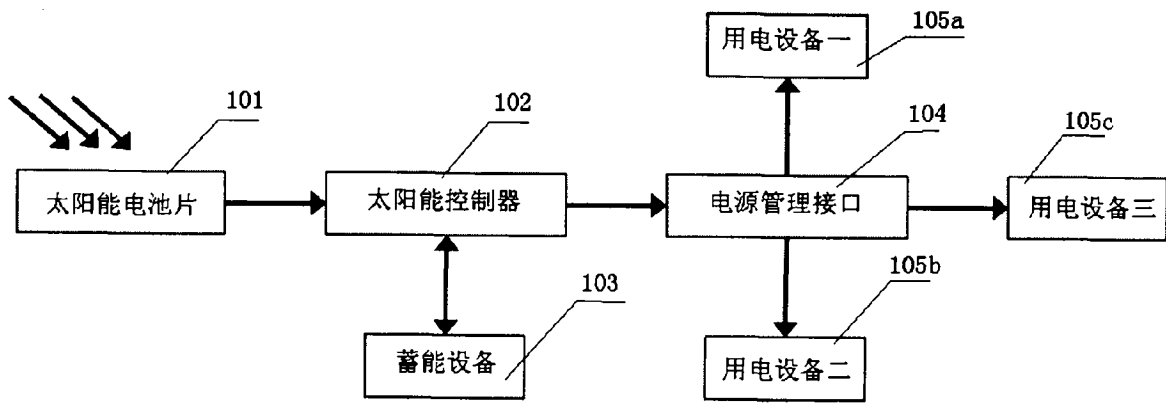 用电设备一
105a
101
102
104
105c
太阳能电池片
太阳能控制器
电源管理接口
用电设备三
103
105b
蓄能设备
用电设备二